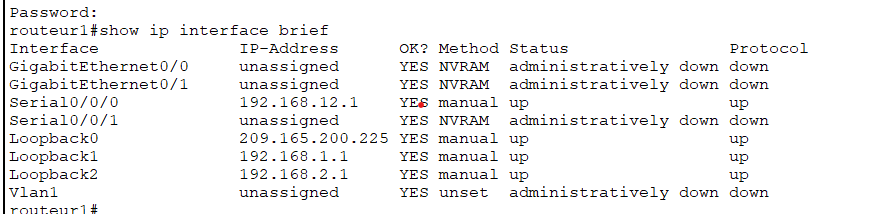 Password:
routeur1#show ip interface brief
Interface              IP-Address      OK? Method Status                Protocol
GigabitEthernet0/0     unassigned      YES NVRAM  administratively down down
GigabitEthernet0/1     unassigned      YES NVRAM  administratively down down
Serial0/0/0            192.168.12.1    YES manual up                    up
Serial0/0/1            unassigned      YES NVRAM  administratively down down
Loopback0              209.165.200.225 YES manual up                    up
Loopback1              192.168.1.1     YES manual up                    up
Loopback2              192.168.2.1     YES manual up                    up
Vlan1                  unassigned      YES unset  administratively down down
routeur1#